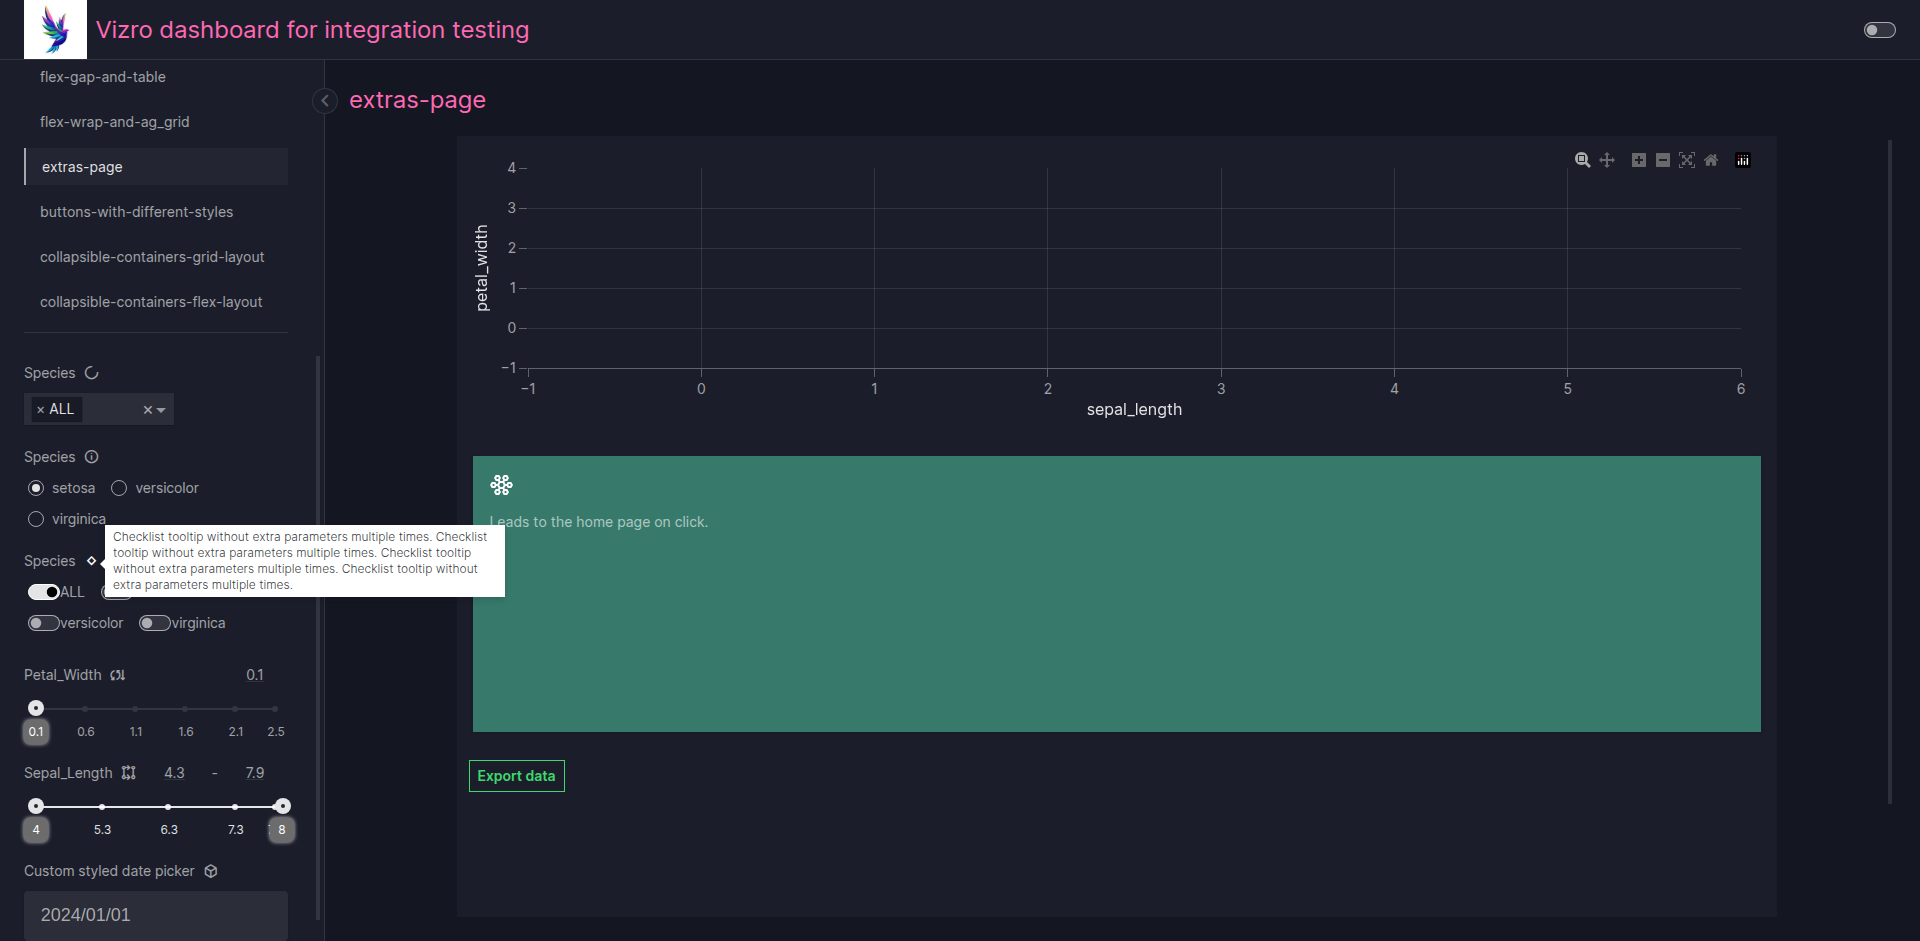 Vizro dashboard for integration testing
flex-gap-and-table
flex-wrap-and-ag_grid
extras-page
buttons-with-different-styles
collapsible-containers-grid-layout
collapsible-containers-flex-layout
Species
× ALL
Species
setosa versicolor
virginica
Checklist tooltip without extra parameters multiple times. Checklist
tooltip without extra parameters multiple times. Checklist tooltip
without extra parameters multiple times. Checklist tooltip without
extra parameters multiple times.
Species
ALL
versicolor virginica
Petal_Width 0.1
0.1 0.6 1.1 1.6 2.1 2.5
Sepal_Length 4.3 - 7.9
4 5.3 6.3 7.3 8
Custom styled date picker
2024/01/01
extras-page
petal_width
4
3
2
1
0
−1
−1 0 1 2 3 4 5 6
sepal_length
Leads to the home page on click.
Export data